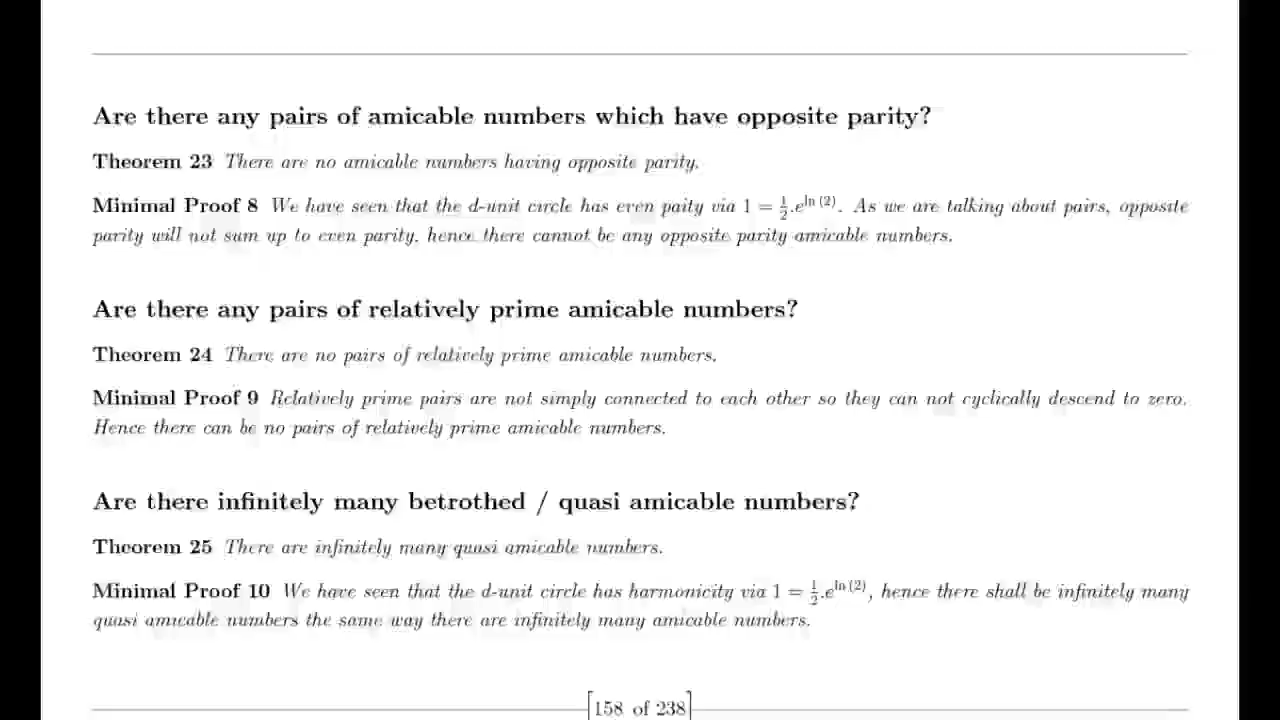 Are there any pairs of amicable numbers which have opposite parity?
Theorem 23 There are no amicable numbers having opposite parity.
Minimal Proof 8 We have seen that the d-unit circle has even paity via 1 = 1/2.e^ln (2). As we are talking about pairs, opposite
parity will not sum up to even parity. hence there cannot be any opposite parity amicable numbers.
Are there any pairs of relatively prime amicable numbers?
Theorem 24 There are no pairs of relatively prime amicable numbers.
Minimal Proof 9 Relatively prime pairs are not simply connected to each other so they can not cyclically descend to zero.
Hence there can be no pairs of relatively prime amicable numbers.
Are there infinitely many betrothed / quasi amicable numbers?
Theorem 25 There are infinitely many quasi amicable numbers.
Minimal Proof 10 We have seen that the d-unit circle has harmonicity via 1 = 1/2.e^ln (2), hence there shall be infinitely many
quasi amicable numbers the same way there are infinitely many amicable numbers.
[158 of 238]